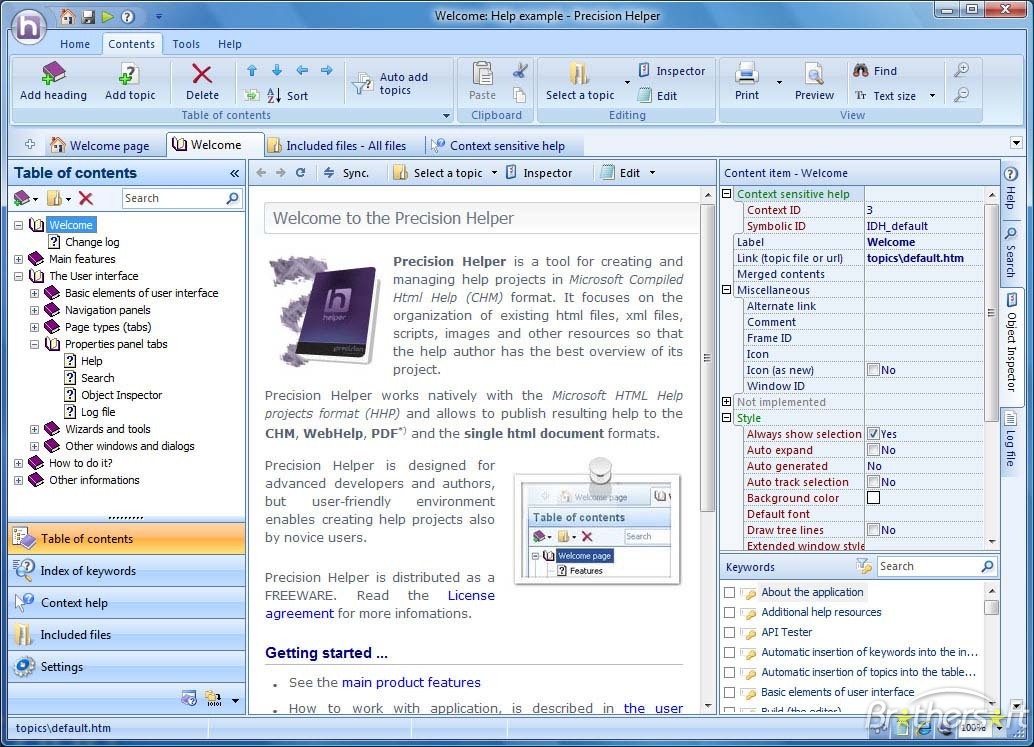 Welcome: Help example - Precision Helper
Home Contents Tools Help
Add heading
Add topic
Delete
Sort
Auto add topics
Table of contents
Paste
Clipboard
Select a topic
Inspector
Edit
Editing
Print
Preview
Find
Text size
View
Welcome page
Welcome
Included files - All files
Context sensitive help
Table of contents
Search
Welcome
Change log
Main features
The User interface
Basic elements of user interface
Navigation panels
Page types (tabs)
Properties panel tabs
Help
Search
Object Inspector
Log file
Wizards and tools
Other windows and dialogs
How to do it?
Other informations
Table of contents
Index of keywords
Context help
Included files
Settings
topics\default.htm
Sync.
Select a topic
Inspector
Edit
Welcome to the Precision Helper
helper
precision
Precision Helper is a tool for creating and
managing help projects in Microsoft Compiled
Html Help (CHM) format. It focuses on the
organization of existing html files, xml files,
scripts, images and other resources so that
the help author has the best overview of its
project.
Precision Helper works natively with the Microsoft HTML Help
projects format (HHP) and allows to publish resulting help to the
CHM, WebHelp, PDF*) and the single html document formats.
Precision Helper is designed for
advanced developers and authors,
but user-friendly environment
enables creating help projects also
by novice users.
Welcome page
Table of contents
Search
Welcome page
Features
Precision Helper is distributed as a
FREEWARE. Read the License
agreement for more infomations.
Getting started ...
See the main product features
How to work with application, is described in the user
Content item - Welcome
Context sensitive help
Context ID 3
Symbolic ID IDH_default
Label Welcome
Link (topic file or url) topics\default.htm
Merged contents
Miscellaneous
Alternate link
Comment
Frame ID
Icon
Icon (as new) No
Window ID
Not implemented
Style
Always show selection Yes
Auto expand No
Auto generated No
Auto track selection No
Background color
Default font
Draw tree lines No
Extended window style
Keywords
Search
About the application
Additional help resources
API Tester
Automatic insertion of keywords into the in...
Automatic insertion of topics into the table...
Basic elements of user interface
Build (the editor)
Help
Search
Object Inspector
Log file
Brothersoft
100%